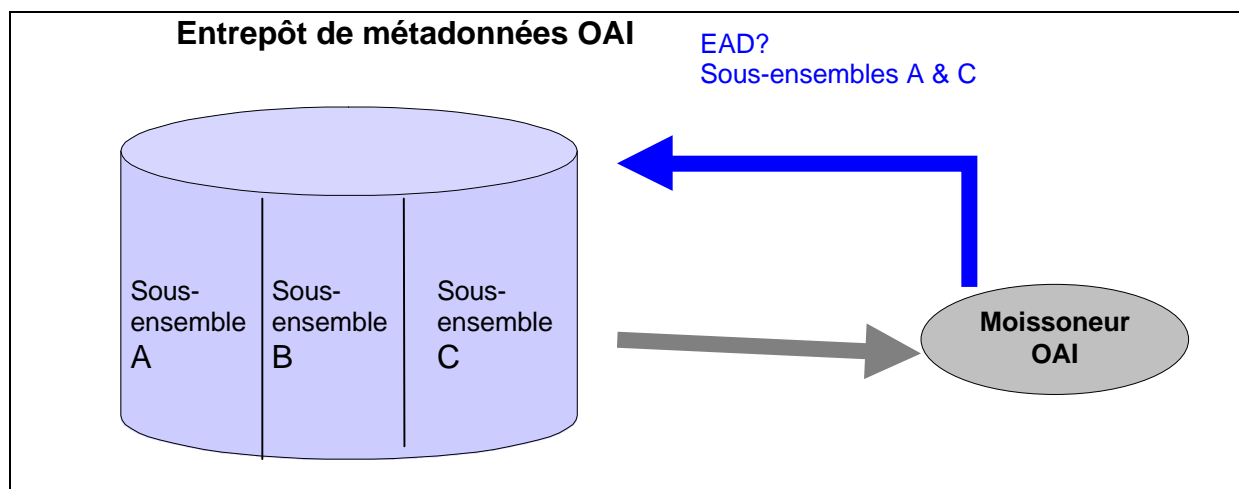 Entrepôt de métadonnées OAI
EAD?
Sous-ensembles A & C
Sous-
ensemble
A
Sous-
ensemble
B
Sous-
ensemble
C
Moissoneur
OAI